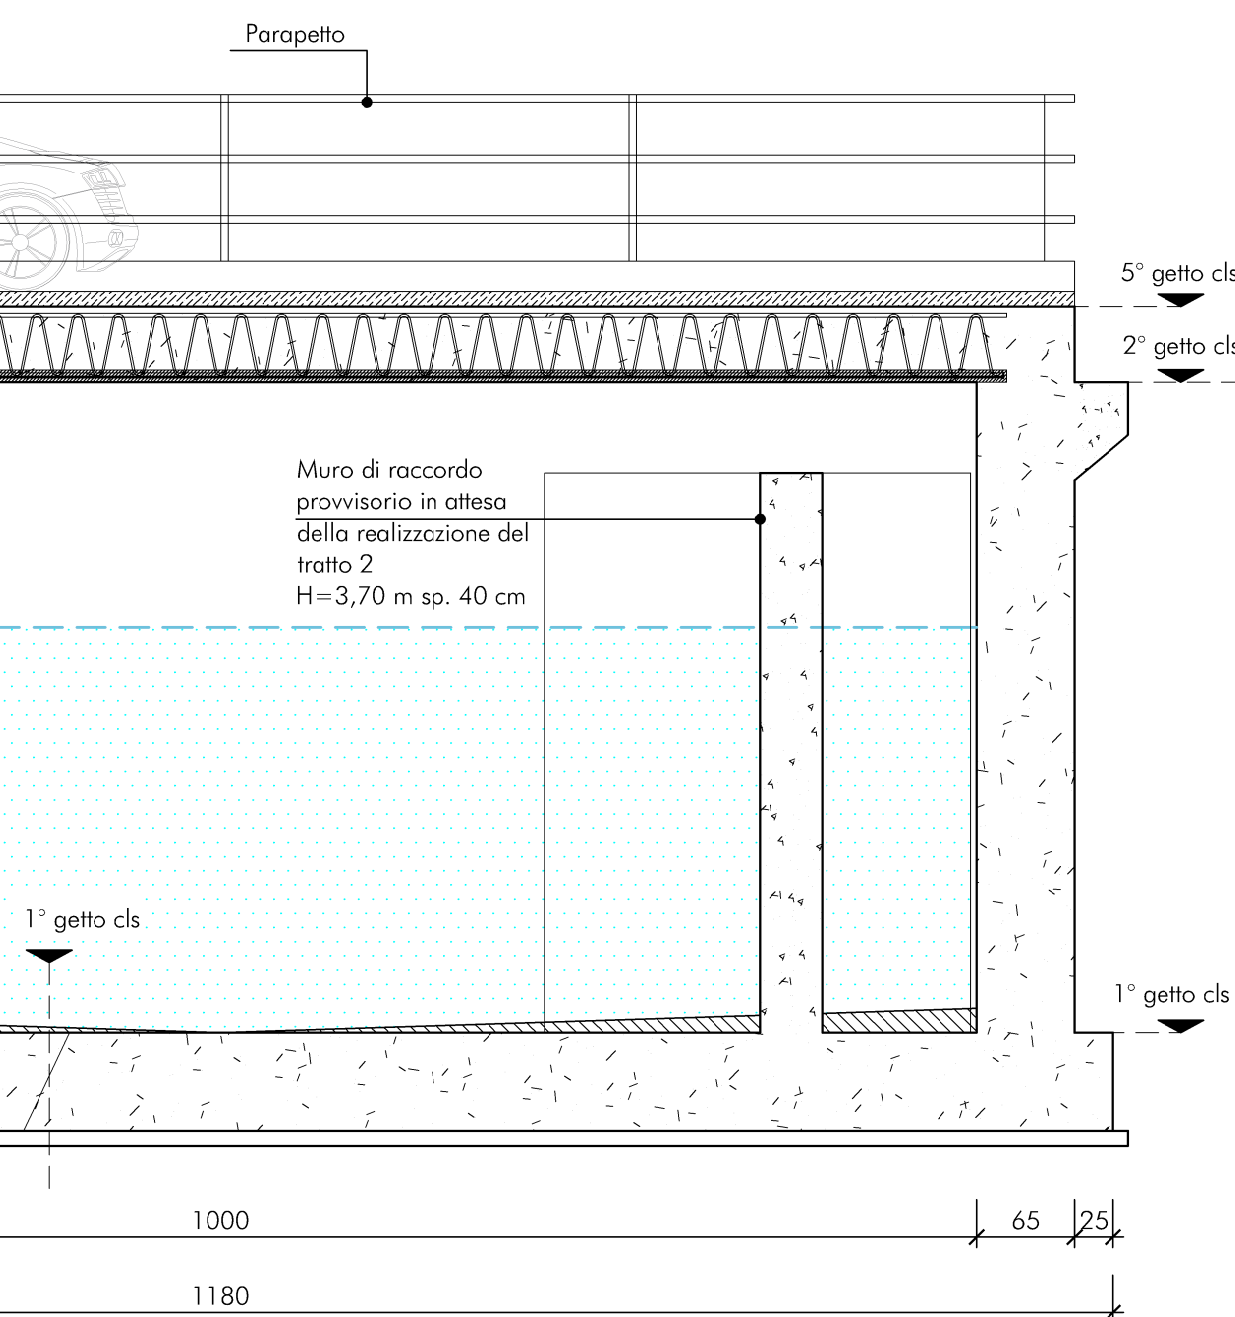 Parapetto
5° getto cls
2° getto cls
Muro di raccordo
provvisorio in attesa
della realizzazione del
tratto 2
H=3,70 m sp. 40 cm
1° getto cls
1° getto cls
1000
65
25
1180